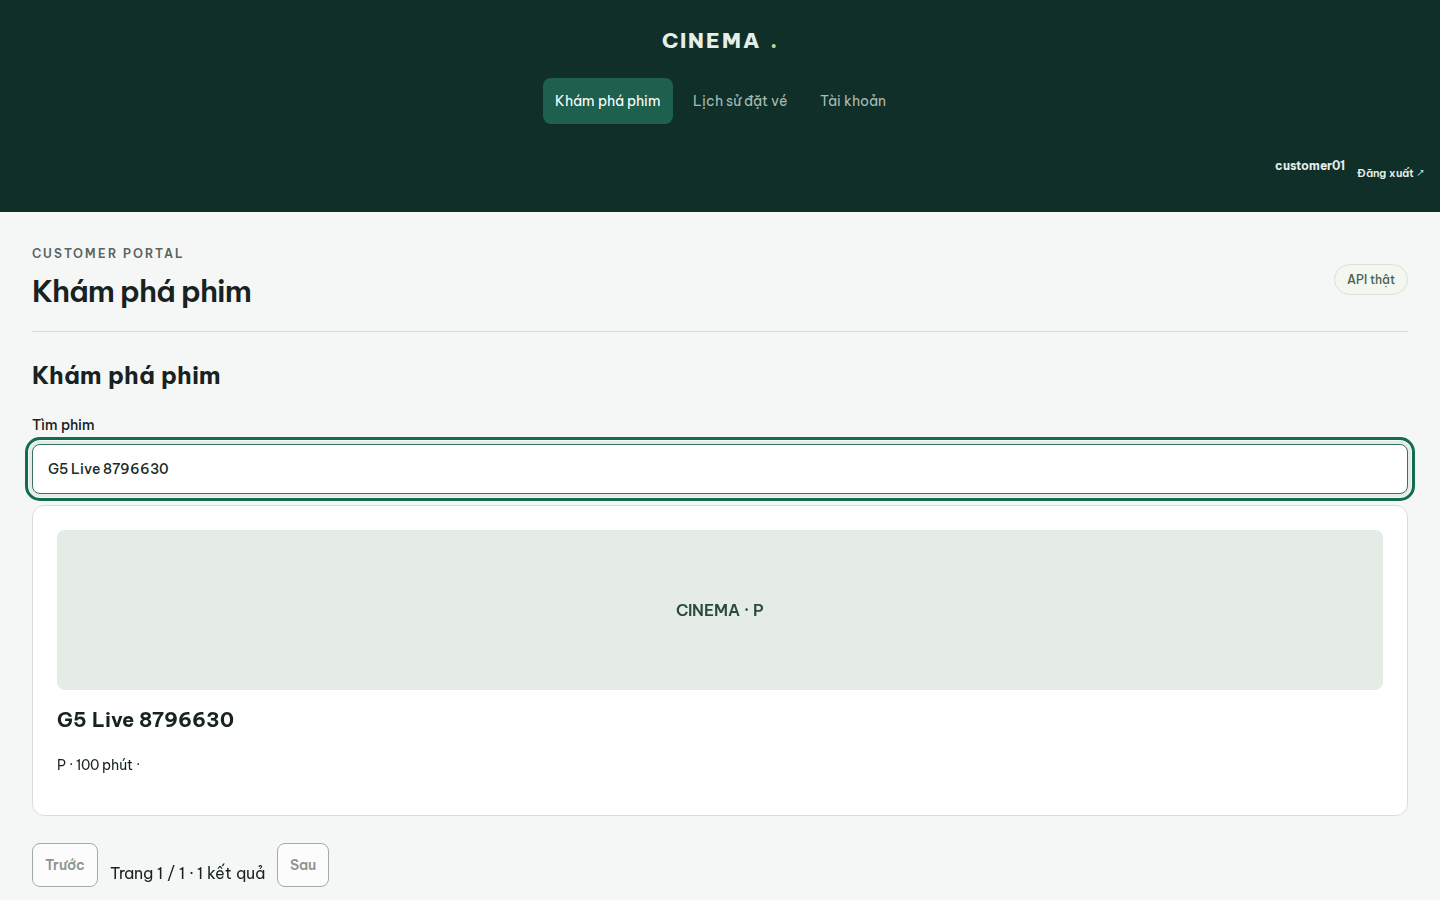 CINEMA .
Khám phá phim
Lịch sử đặt vé
Tài khoản
customer01
Đăng xuất ↗
CUSTOMER PORTAL
Khám phá phim
API thật
Khám phá phim
Tìm phim
G5 Live 8796630
CINEMA · P
G5 Live 8796630
P · 100 phút ·
Trước
Trang 1 / 1 · 1 kết quả
Sau